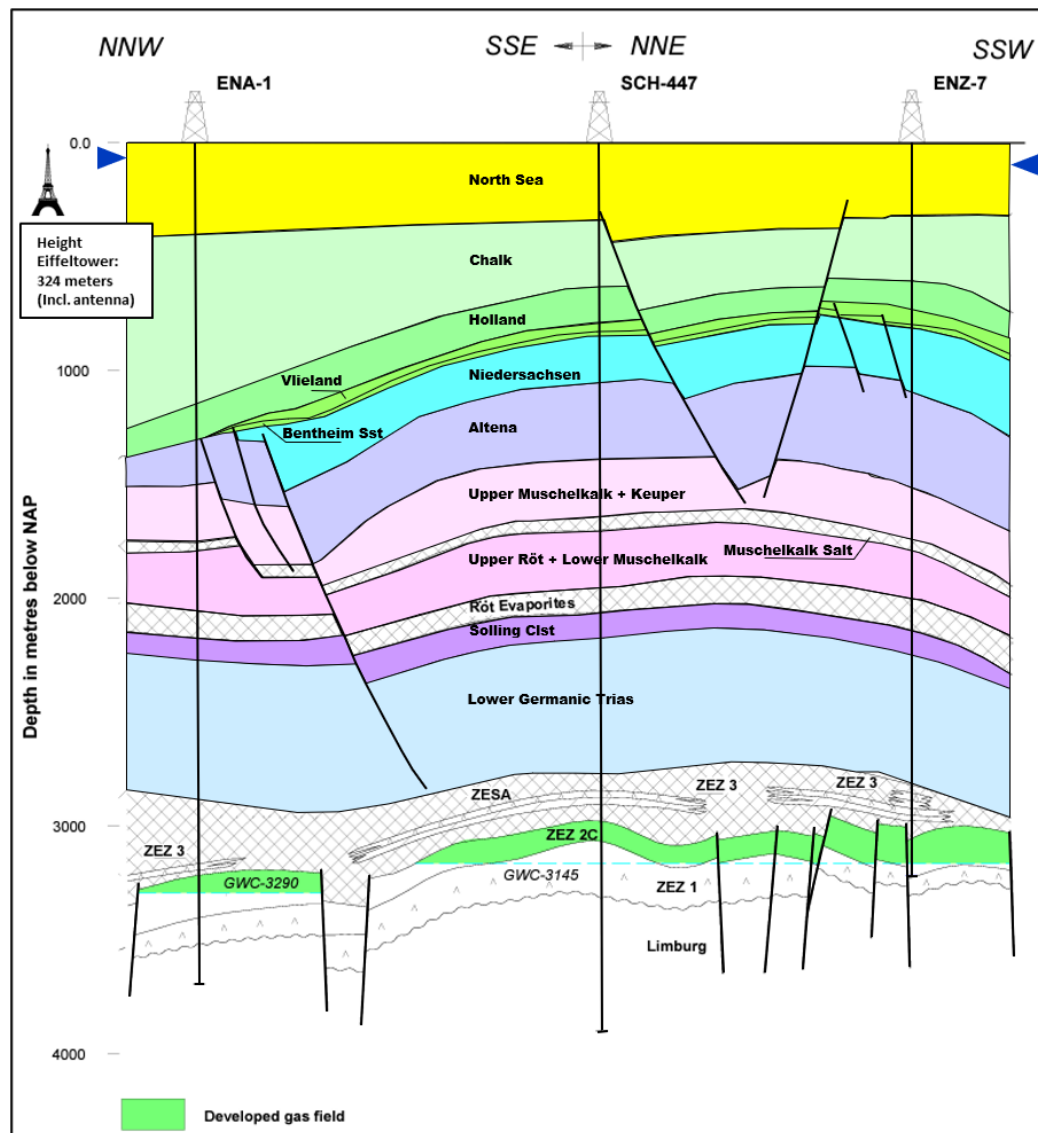 NNW
SSE
NNE
SSW
ENA-1
SCH-447
ENZ-7
0.0
North Sea
Height
Eiffeltower:
324 meters
(Incl. antenna)
Chalk
Holland
1000
Vlieland
Niedersachsen
Bentheim Sst
Altena
Depth in metres below NAP
Upper Muschelkalk + Keuper
Muschelkalk Salt
Upper Röt + Lower Muschelkalk
2000
Röt Evaporites
Solling Clst
Lower Germanic Trias
ZESA
ZEZ 3
ZEZ 3
3000
ZEZ 2C
ZEZ 3
GWC-3290
GWC-3145
ZEZ 1
Limburg
4000
Developed gas field